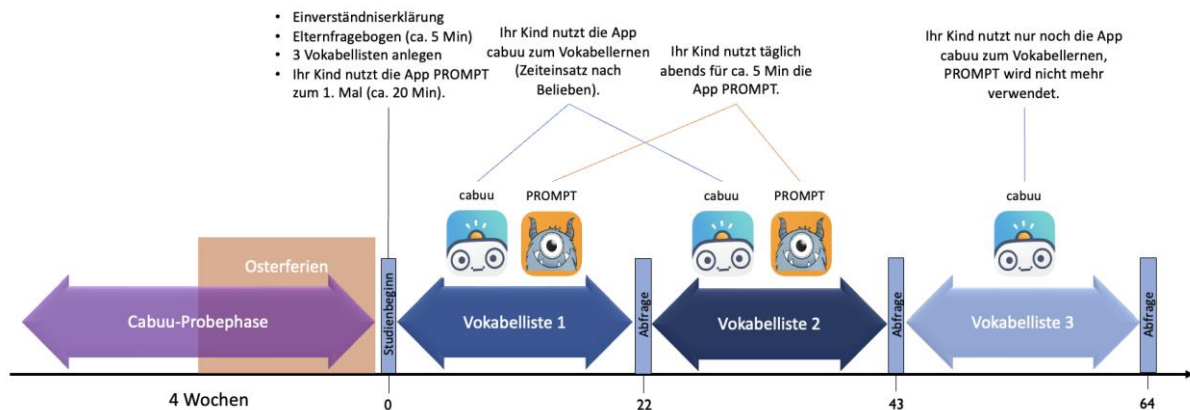 • Einverständniserklärung
• Elternfragebogen (ca. 5 Min)
• 3 Vokabellisten anlegen
• Ihr Kind nutzt die App PROMPT
zum 1. Mal (ca. 20 Min).
Ihr Kind nutzt die App
cabuu zum Vokabellernen
(Zeiteinsatz nach
Belieben).
Ihr Kind nutzt täglich
abends für ca. 5 Min die
App PROMPT.
Ihr Kind nutzt nur noch die App
cabuu zum Vokabellernen,
PROMPT wird nicht mehr
verwendet.
cabuu
PROMPT
cabuu
PROMPT
cabuu
Osterferien
Cabuu-Probephase
Studienbeginn
Vokabelliste 1
Abfrage
Vokabelliste 2
Abfrage
Vokabelliste 3
Abfrage
4 Wochen
0
22
43
64